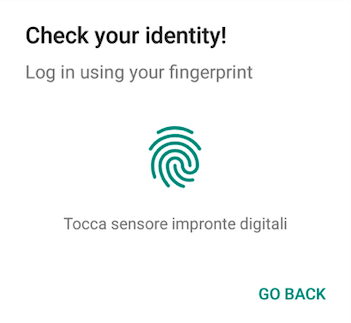 Check your identity!
Log in using your fingerprint
Tocca sensore impronte digitali
GO BACK